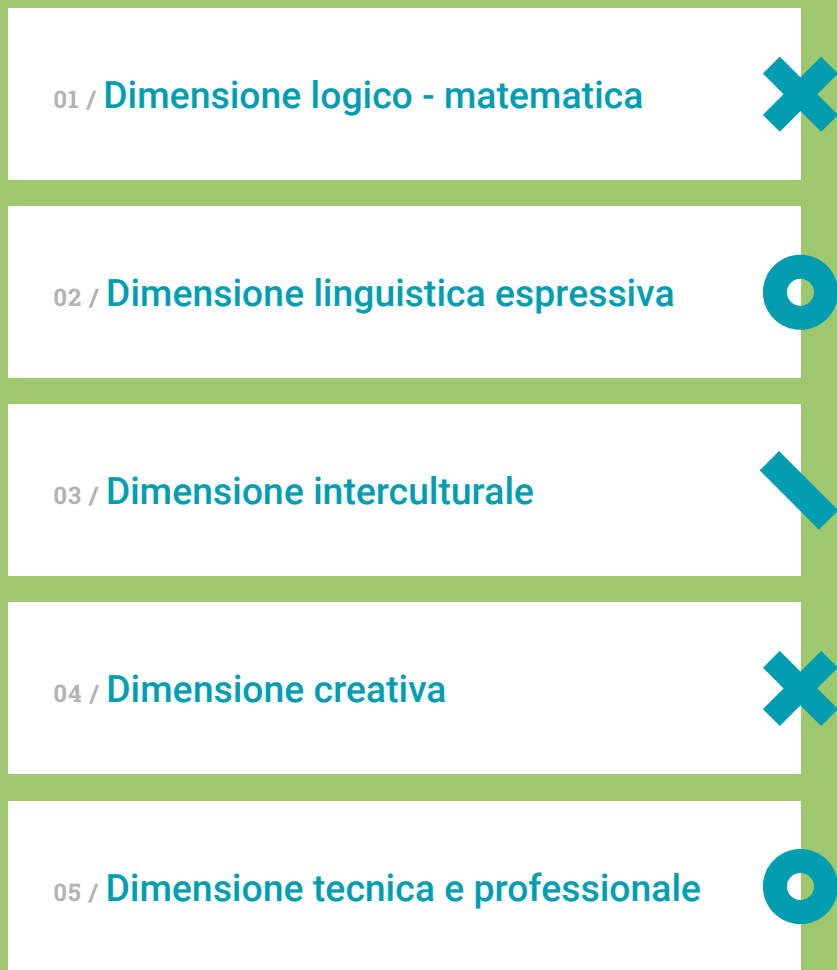 01 / Dimensione logico - matematica
02 / Dimensione linguistica espressiva
03 / Dimensione interculturale
04 / Dimensione creativa
05 / Dimensione tecnica e professionale